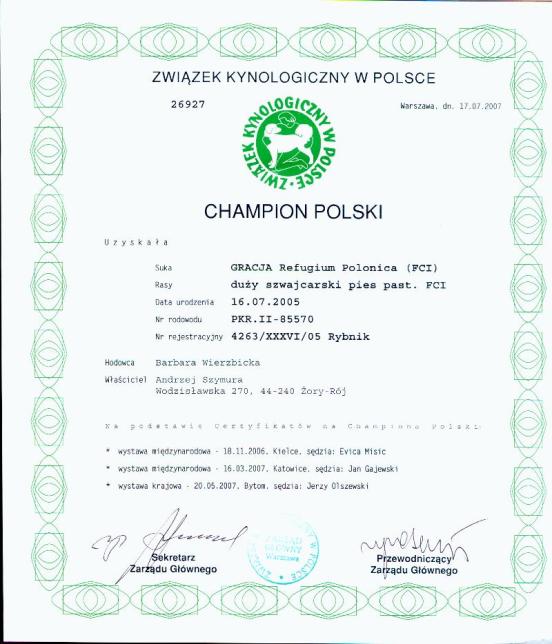 ZWIĄZEK KYNOLOGICZNY W POLSCE
26927
Warszawa, dn. 17.07.2007
ZWIĄZEK KYNOLOGICZNY W POLSCE
CHAMPION POLSKI
Uzyskała
Suka GRACJA Refugium Polonica (FCI)
Rasy duży szwajcarski pies past. FCI
Data urodzenia 16.07.2005
Nr rodowodu PKR.II-85570
Nr rejestracyjny 4263/XXXVI/05 Rybnik
Hodowca Barbara Wierzbicka
Właściciel Andrzej Szymura
Wodzisławska 270, 44-240 Żory-Rój
Na podstawie Certyfikatów na Championa Polski:
* wystawa międzynarodowa - 18.11.2006, Kielce, sędzia: Evica Misic
* wystawa międzynarodowa - 16.03.2007, Katowice, sędzia: Jan Gajewski
* wystawa krajowa - 20.05.2007, Bytom, sędzia: Jerzy Olszewski
ZARZĄD
GŁÓWNY
Warszawa
Sekretarz
Zarządu Głównego
Przewodniczący
Zarządu Głównego